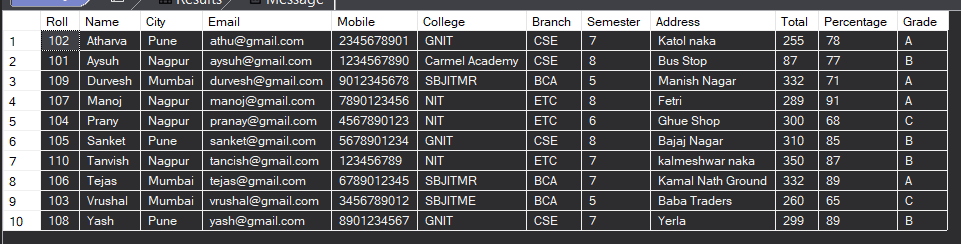 Results Message
Roll Name City Email Mobile College Branch Semester Address Total Percentage Grade
1 102 Atharva Pune athu@gmail.com 2345678901 GNIT CSE 7 Katol naka 255 78 A
2 101 Aysuh Nagpur aysuh@gmail.com 1234567890 Carmel Academy CSE 8 Bus Stop 87 77 B
3 109 Durvesh Mumbai durvesh@gmail.com 9012345678 SBJITMR BCA 5 Manish Nagar 332 71 A
4 107 Manoj Nagpur manoj@gmail.com 7890123456 NIT ETC 8 Fetri 289 91 A
5 104 Prany Nagpur pranay@gmail.com 4567890123 NIT ETC 6 Ghue Shop 300 68 C
6 105 Sanket Pune sanket@gmail.com 5678901234 GNIT CSE 8 Bajaj Nagar 310 85 B
7 110 Tanvish Nagpur tancish@gmail.com 123456789 NIT ETC 7 kalmeshwar naka 350 87 B
8 106 Tejas Mumbai tejas@gmail.com 6789012345 SBJITMR BCA 7 Kamal Nath Ground 332 89 A
9 103 Vrushal Mumbai vrushal@gmail.com 3456789012 SBJITME BCA 5 Baba Traders 260 65 C
10 108 Yash Pune yash@gmail.com 8901234567 GNIT CSE 7 Yerla 299 89 B